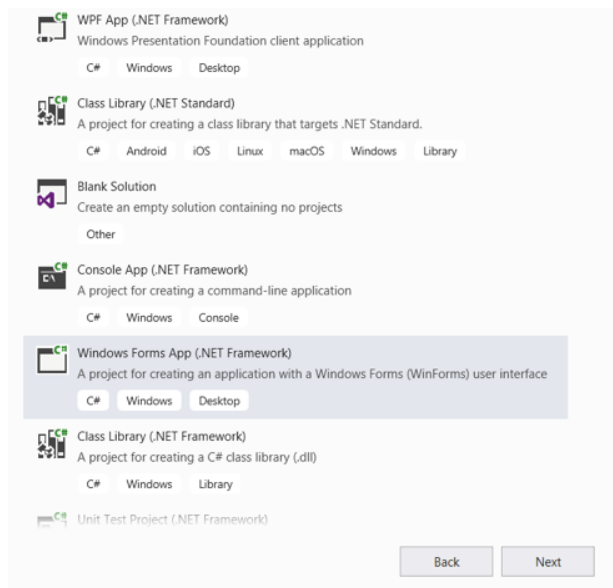 WPF App (.NET Framework)
Windows Presentation Foundation client application
C# Windows Desktop
Class Library (.NET Standard)
A project for creating a class library that targets .NET Standard.
C# Android iOS Linux macOS Windows Library
Blank Solution
Create an empty solution containing no projects
Other
Console App (.NET Framework)
A project for creating a command-line application
C# Windows Console
Windows Forms App (.NET Framework)
A project for creating an application with a Windows Forms (WinForms) user interface
C# Windows Desktop
Class Library (.NET Framework)
A project for creating a C# class library (.dll)
C# Windows Library
Unit Test Project (.NET Framework)
Back Next